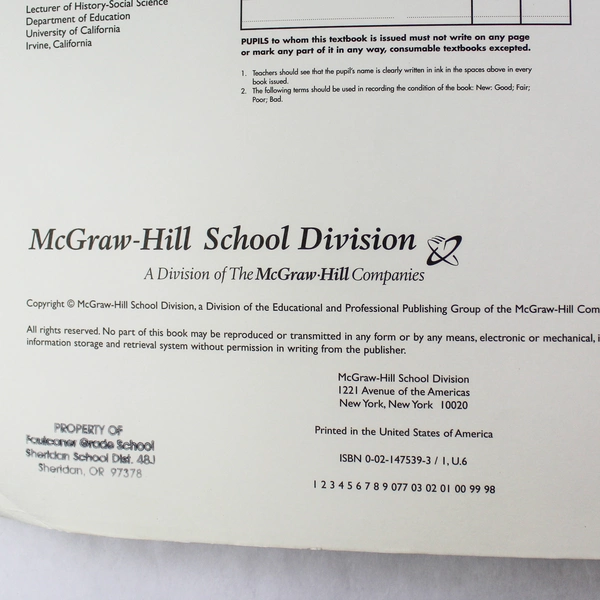 Lecturer of History-Social Science
Department of Education
University of California
Irvine, California
PUPILS to whom this textbook is issued must not write on any page
or mark any part of it in any way, consumable textbooks excepted.
1. Teachers should see that the pupil's name is clearly written in ink in the spaces above in every
book issued.
2. The following terms should be used in recording the condition of the book: New: Good; Fair;
Poor; Bad.
McGraw-Hill School Division
A Division of The McGraw-Hill Companies
Copyright © McGraw-Hill School Division, a Division of the Educational and Professional Publishing Group of the McGraw-Hill Com
All rights reserved. No part of this book may be reproduced or transmitted in any form or by any means, electronic or mechanical, i
information storage and retrieval system without permission in writing from the publisher.
McGraw-Hill School Division
1221 Avenue of the Americas
New York, New York 10020
Printed in the United States of America
ISBN 0-02-147539-3 / 1, U.6
1 2 3 4 5 6 7 8 9 077 03 02 01 00 99 98
PROPERTY OF
Faulconer Grade School
Sheridan School Dist. 48J
Sheridan, OR 97378